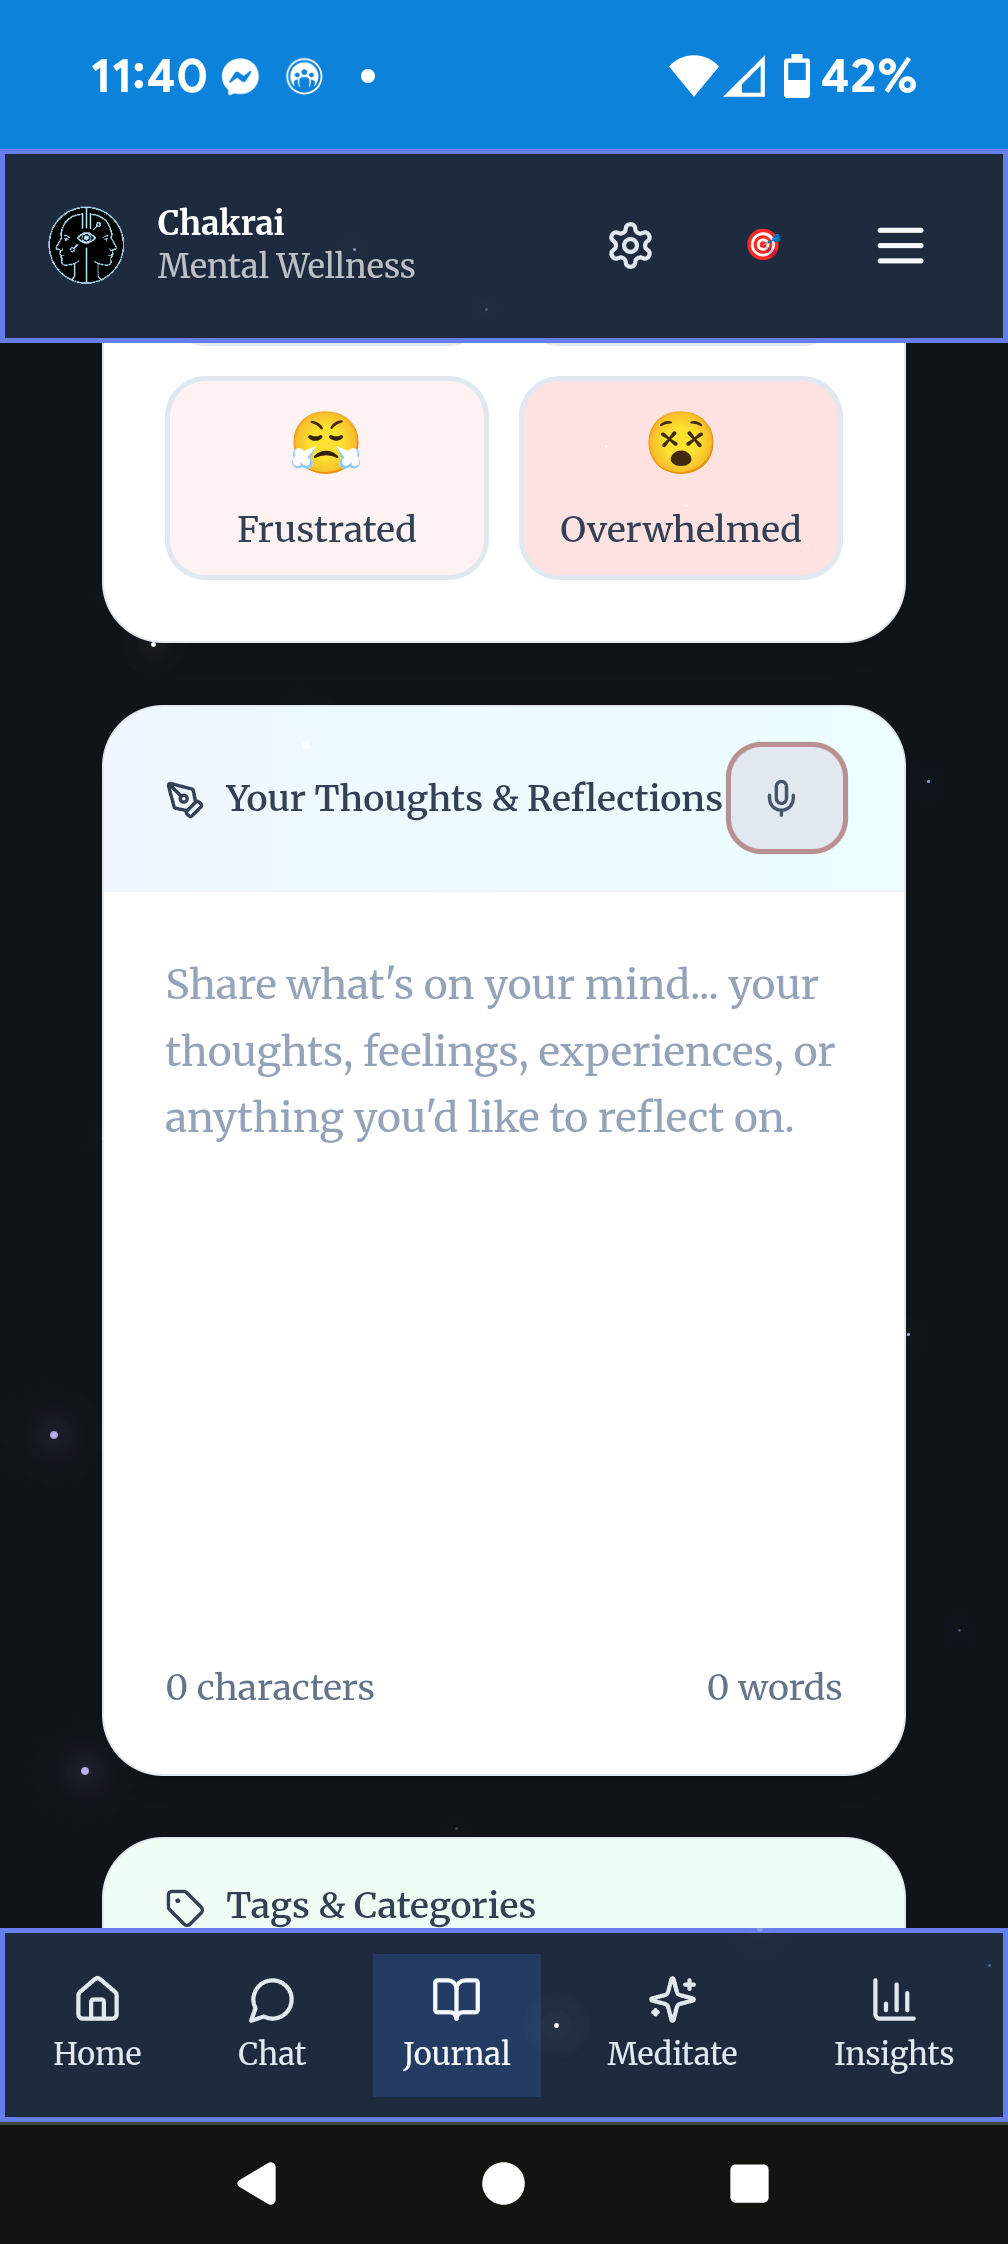 11:40
42%
Chakrai
Mental Wellness
Frustrated
Overwhelmed
Your Thoughts & Reflections
Share what's on your mind... your
thoughts, feelings, experiences, or
anything you'd like to reflect on.
0 characters
0 words
Tags & Categories
Home
Chat
Journal
Meditate
Insights